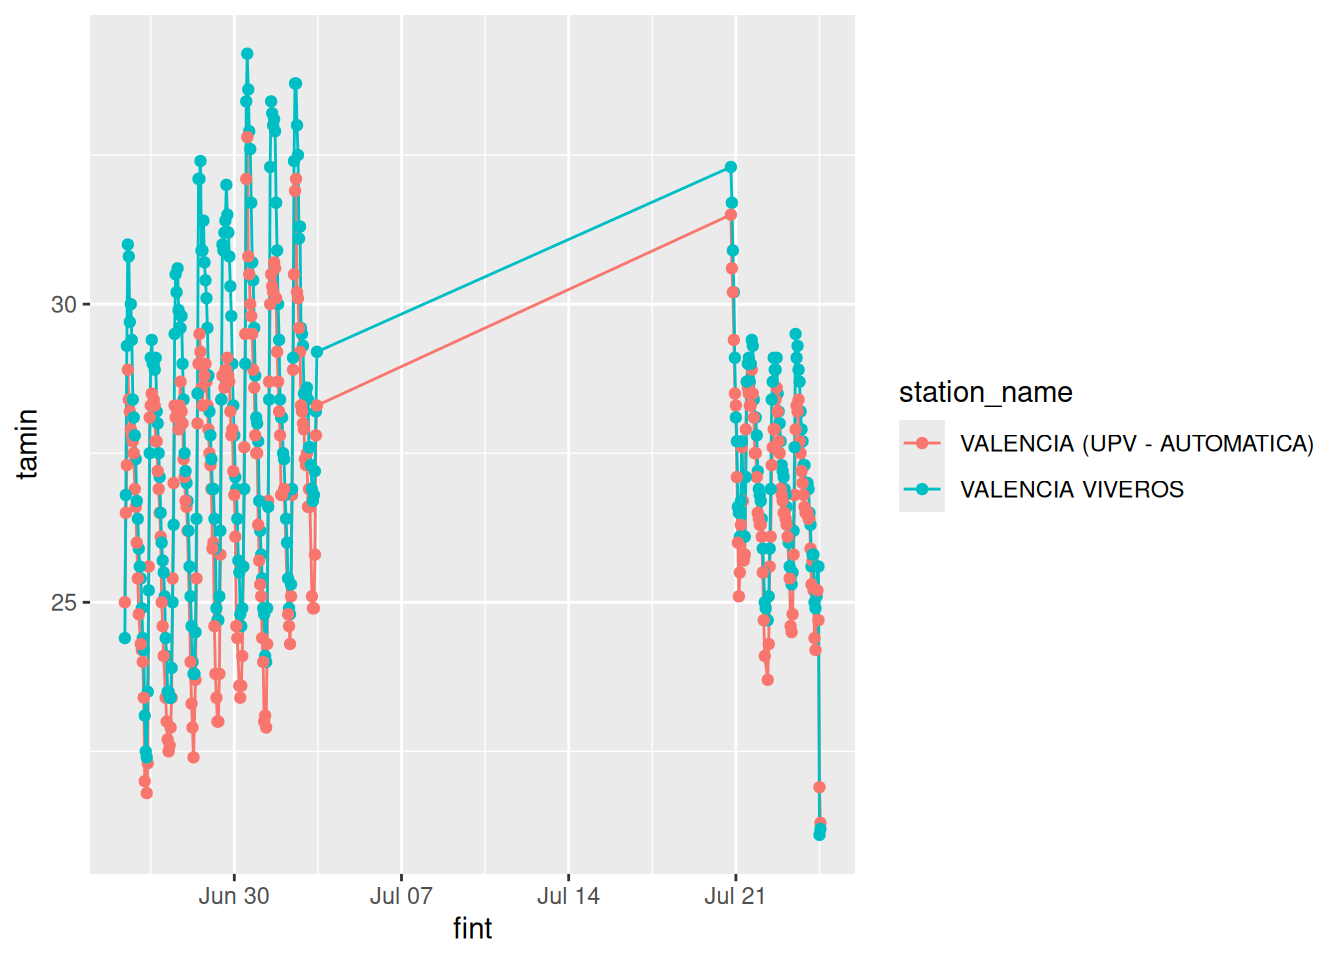 tamin
30
25
Jun 30
Jul 07
Jul 14
Jul 21
fint
station_name
VALENCIA (UPV - AUTOMATICA)
VALENCIA VIVEROS